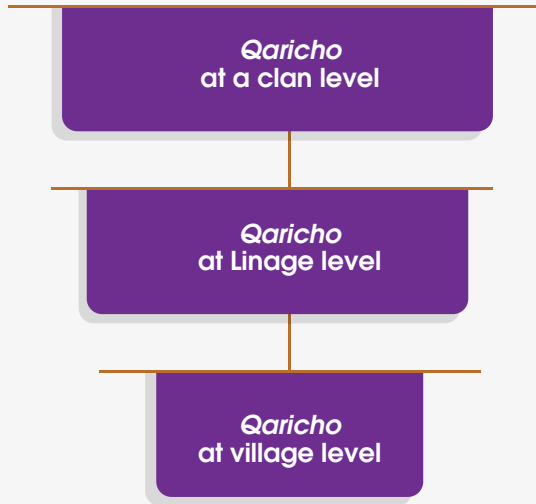 Qaricho
at a clan level
Qaricho
at Linage level
Qaricho
at village level